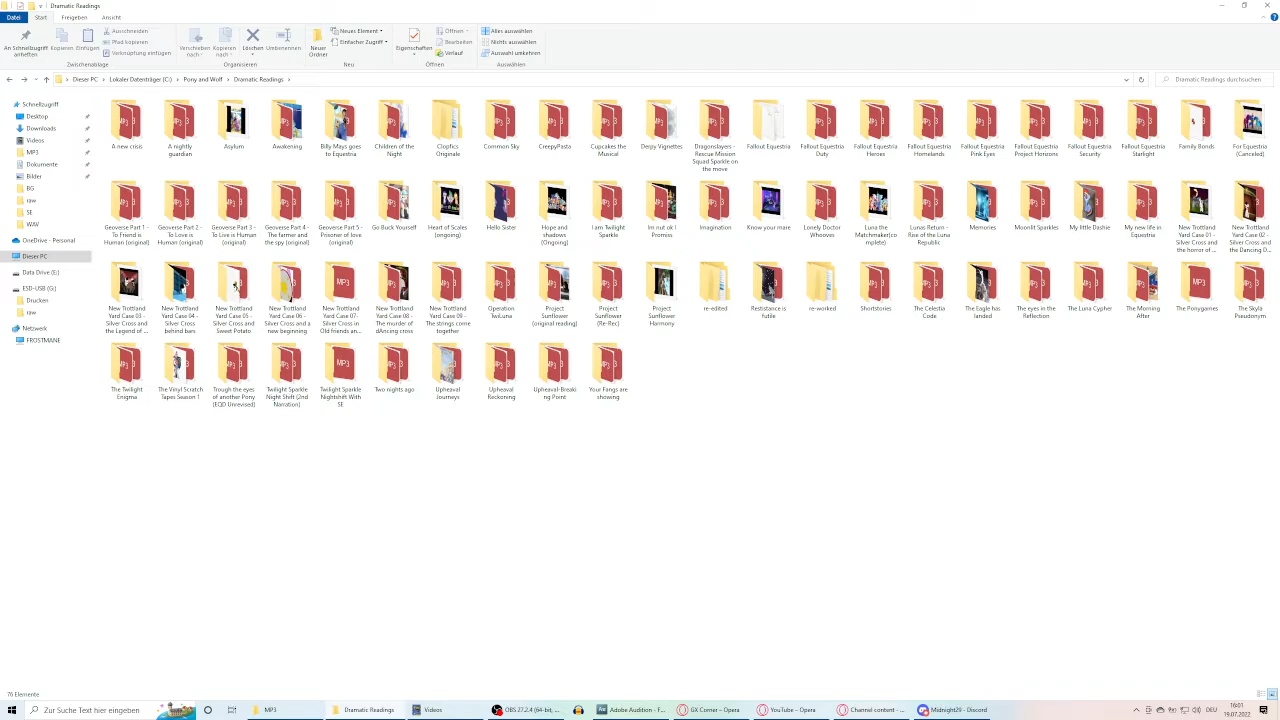 Dramatic Readings
Datei
Start
Freigeben
Ansicht
An Schnellzugriff anheften
Kopieren
Einfügen
Ausschneiden
Pfad kopieren
Verknüpfung einfügen
Zwischenablage
Verschieben nach
Kopieren nach
Löschen
Umbenennen
Organisieren
Neuer Ordner
Neues Element
Einfacher Zugriff
Neu
Eigenschaften
Öffnen
Bearbeiten
Verlauf
Öffnen
Alles auswählen
Nichts auswählen
Auswahl umkehren
Auswählen
Dieser PC
Lokaler Datenträger (C:)
Pony and Wolf
Dramatic Readings
Dramatic Readings durchsuchen
Schnellzugriff
Desktop
Downloads
Videos
MP3
Dokumente
Bilder
BG
raw
SE
WAV
OneDrive - Personal
Dieser PC
Data Drive (E:)
ESD-USB (G:)
Drucken
raw
Netzwerk
FROSTMANE
A new crisis
A nightly guardian
Asylum
Awakening
Billy Mays goes to Equestria
Children of the Night
Clopfics Originale
Common Sky
CreepyPasta
Cupcakes the Musical
Derpy Vignettes
Dragonslayers - Rescue Mission Squad Sparkle on the move
Fallout Equestria
Fallout Equestria Duty
Fallout Equestria Heroes
Fallout Equestria Homelands
Fallout Equestria Pink Eyes
Fallout Equestria Project Horizons
Fallout Equestria Security
Fallout Equestria Starlight
Family Bonds
For Equestria (Canceled)
Geoverse Part 1 - To Friend is Human (original)
Geoverse Part 2 - To Love is Human (original)
Geoverse Part 3 - To Live is Human (original)
Geoverse Part 4 - The farmer and the spy (original)
Geoverse Part 5 - Prisoner of love (original)
Go Buck Yourself
Heart of Scales (ongoing)
Hello Sister
Hope and shadows (Ongoing)
I am Twilight Sparkle
Im nut ok I Promiss
Imagination
Know your mare
Lonely Doctor Whooves
Luna the Matchmaker(complete)
Lunas Return - Rise of the Luna Republic
Memories
Moonlit Sparkles
My little Dashie
My new life in Equestria
New Trottland Yard Case 01 - Silver Cross and the horror of ...
New Trottland Yard Case 02 - Silver Cross and the Dancing D...
New Trottland Yard Case 03 - Silver Cross and the Legend of ...
New Trottland Yard Case 04 - Silver Cross behind bars
New Trottland Yard Case 05 - Silver Cross and Sweet Potato
New Trottland Yard Case 06 - Silver Cross and a new beginning
New Trottland Yard Case 07- Silver Cross in Old friends an...
New Trottland Yard Case 08 - The murder of dAncing cross
New Trottland Yard Case 09 - The strings come together
Operation TwiLuna
Project Sunflower (original reading)
Project Sunflower (Re-Rec)
Project Sunflower Harmony
re-edited
Restistance is Yutile
re-worked
Shortstories
The Celestia Code
The Eagle has landed
The eyes in the Reflection
The Luna Cypher
The Morning After
The Ponygames
The Skyla Pseudonym
The Twilight Enigma
The Vinyl Scratch Tapes Season 1
Trough the eyes of another Pony (EQD Unrevised)
Twilight Sparkle Night Shift (2nd Narration)
Twilight Sparkle Nightshift With SE
Two nights ago
Upheaval Journeys
Upheaval Reckoning
Upheaval-Breaking Point
Your Fangs are showing
76 Elemente
Zur Suche Text hier eingeben
MP3
Dramatic Readings
Videos
OBS 27.2.4 (64-bit, ...
Adobe Audition - F...
GX Corner – Opera
YouTube – Opera
Channel content - ...
Midnight29 - Discord
DEU
16:01
19.07.2022